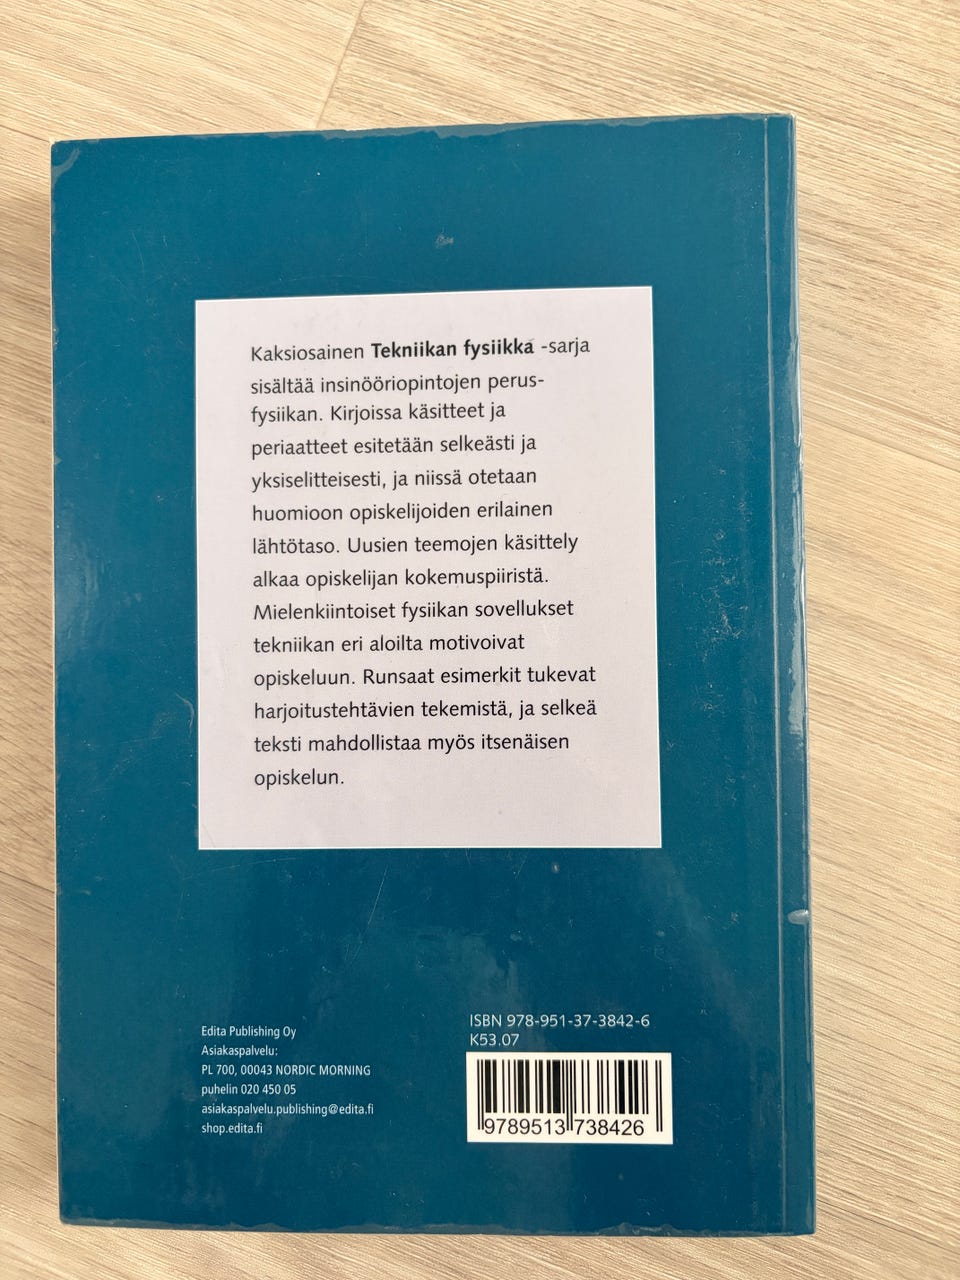 Kaksiosainen Tekniikan fysiikka -sarja
sisältää insinööriopintojen perus-
fysiikan. Kirjoissa käsitteet ja
periaatteet esitetään selkeästi ja
yksiselitteisesti, ja niissä otetaan
huomioon opiskelijoiden erilainen
lähtötaso. Uusien teemojen käsittely
alkaa opiskelijan kokemuspiiristä.
Mielenkiintoiset fysiikan sovellukset
tekniikan eri aloilta motivoivat
opiskeluun. Runsaat esimerkit tukevat
harjoitustehtävien tekemistä, ja selkeä
teksti mahdollistaa myös itsenäisen
opiskelun.
Edita Publishing Oy
Asiakaspalvelu:
PL 700, 00043 NORDIC MORNING
puhelin 020 450 05
asiakaspalvelu.publishing@edita.fi
shop.edita.fi
ISBN 978-951-37-3842-6
K53.07
9789513738426